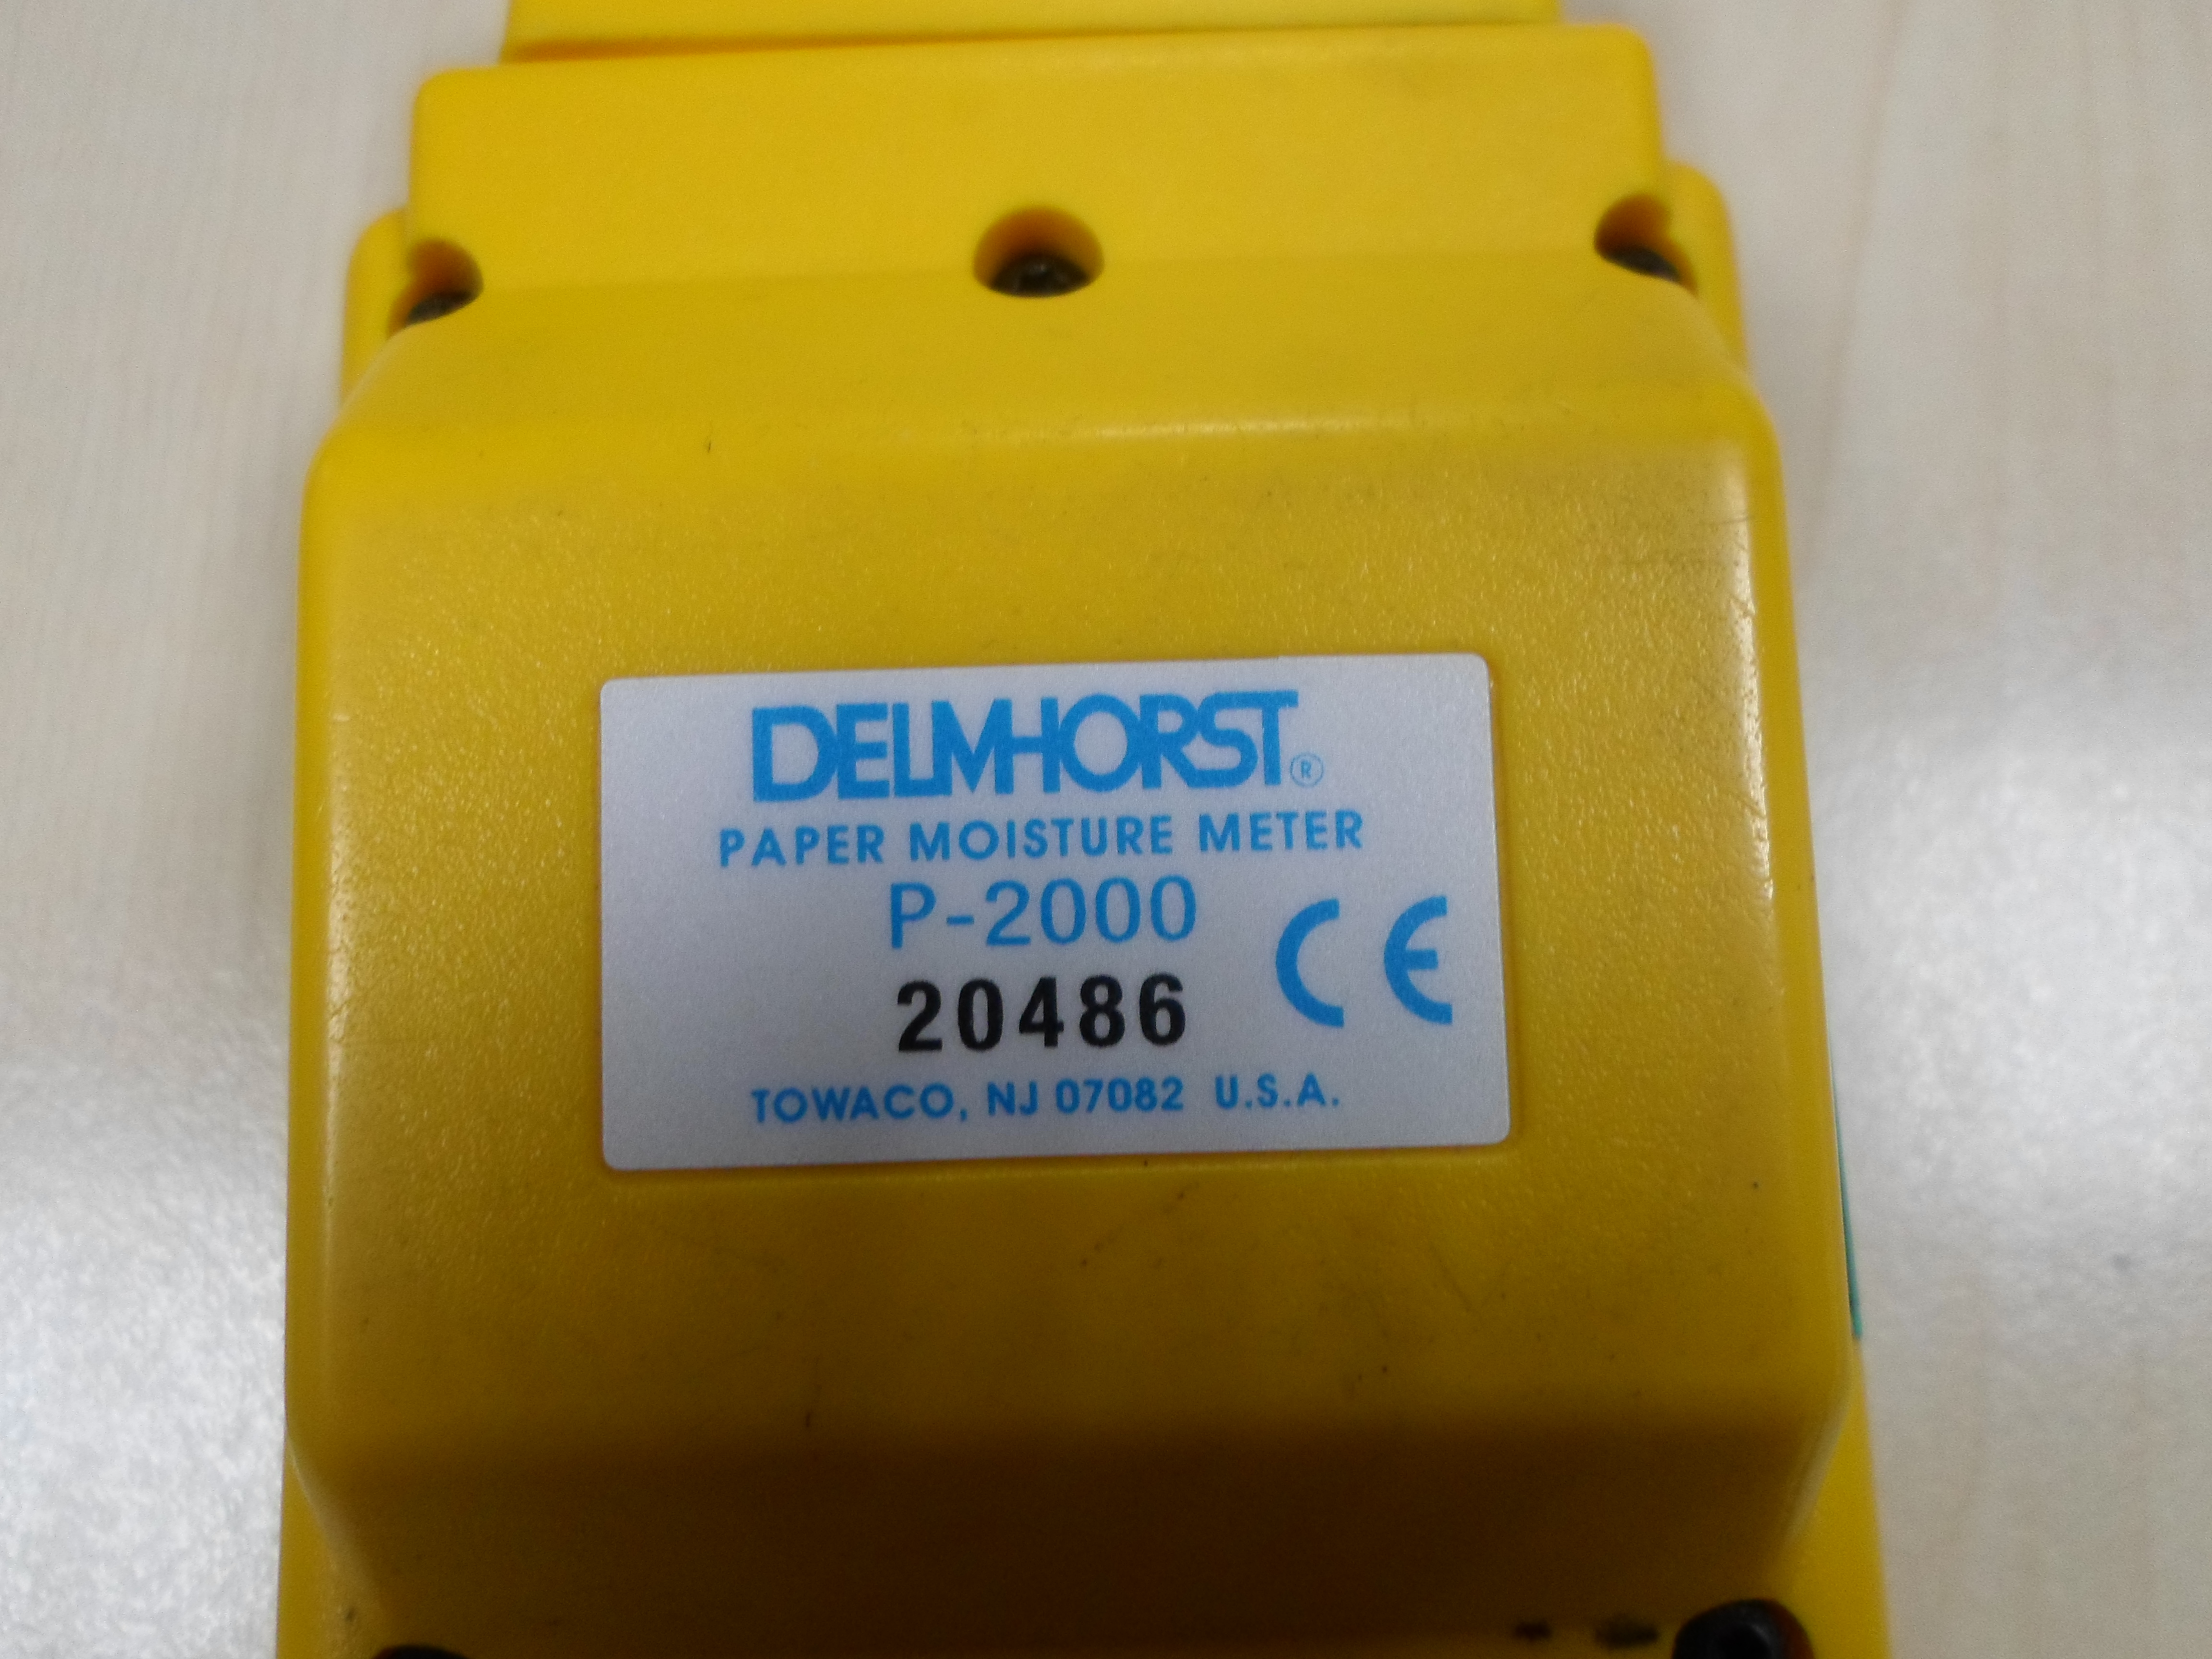 DELMHORST®
PAPER MOISTURE METER
P-2000
20486
CE
TOWACO, NJ 07082 U.S.A.